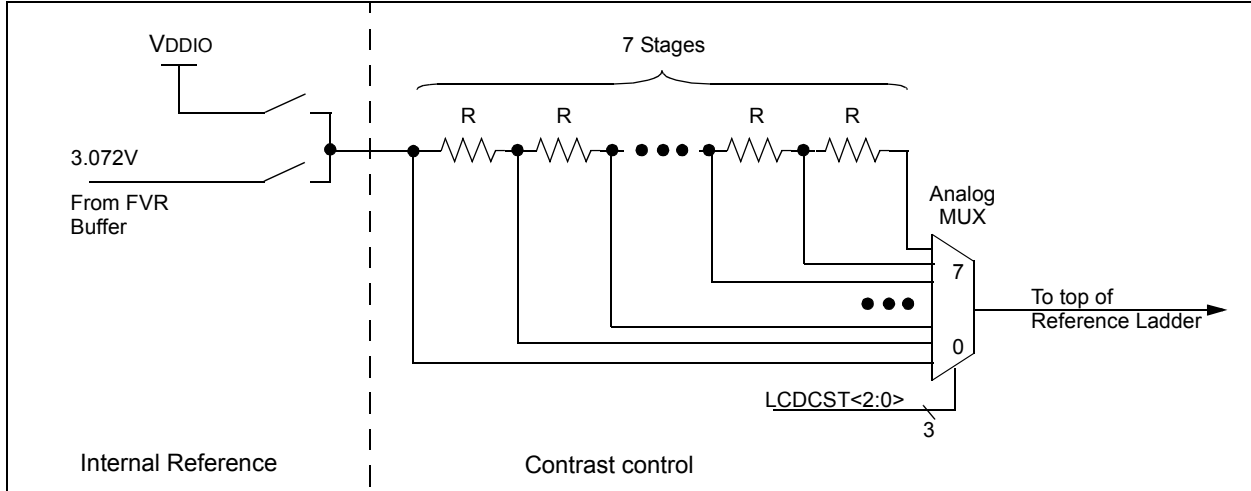 VDDIO
7 Stages
R
R
R
R
3.072V
From FVR
Buffer
Analog
MUX
7
0
To top of
Reference Ladder
LCDCST<2:0>
3
Internal Reference
Contrast control